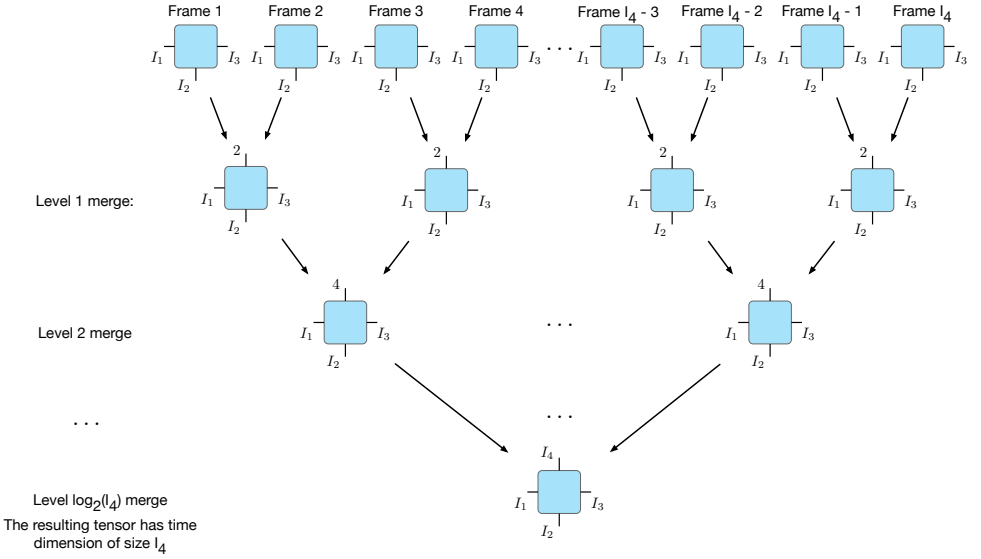 Frame 1 Frame 2 Frame 3 Frame 4 Frame I4 - 3 Frame I4 - 2 Frame I4 - 1 Frame I4
I1 I3 I1 I3 I1 I3 I1 I3 ... I1 I3 I1 I3 I1 I3 I1 I3
I2 I2 I2 I2 I2 I2 I2 I2
2 2 2 2
Level 1 merge: I1 I3 I1 I3 I1 I3 I1 I3
I2 I2 I2 I2
4 4
Level 2 merge I1 I3 ... I1 I3
I2 I2
... ...
I4
Level log2(I4) merge I1 I3
The resulting tensor has time I2
dimension of size I4